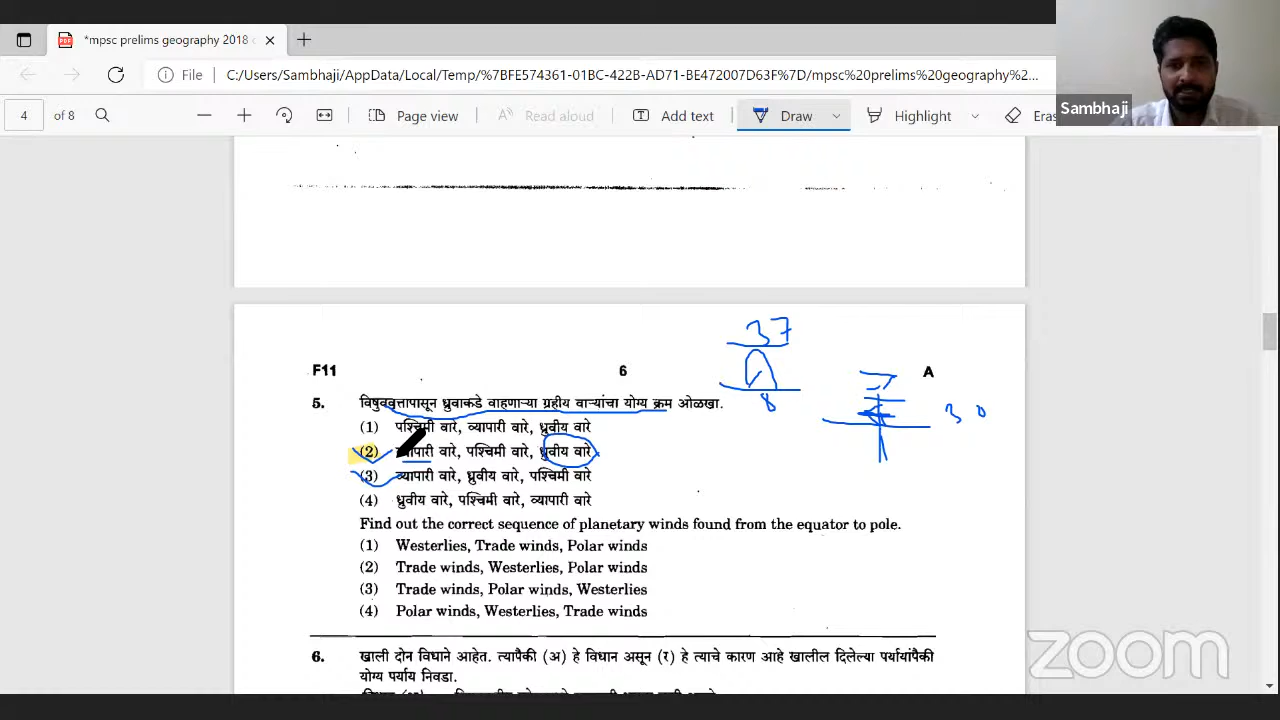 *mpsc prelims geography 2018
File
C:/Users/Sambhaji/AppData/Local/Temp/%7BFE574361-01BC-422B-AD71-BE472007D63F%7D/mpsc%20prelims%20geography%2...
4 of 8
Page view
Read aloud
Add text
Draw
Highlight
Eras
Sambhaji
37
8
30
F11
6
A
5. विषुववृत्तापासून ध्रुवाकडे वाहणाऱ्या ग्रहीय वाऱ्यांचा योग्य क्रम ओळखा.
(1) पश्चिमी वारे, व्यापारी वारे, ध्रुवीय वारे
(2) व्यापारी वारे, पश्चिमी वारे, ध्रुवीय वारे
(3) व्यापारी वारे, ध्रुवीय वारे, पश्चिमी वारे
(4) ध्रुवीय वारे, पश्चिमी वारे, व्यापारी वारे
Find out the correct sequence of planetary winds found from the equator to pole.
(1) Westerlies, Trade winds, Polar winds
(2) Trade winds, Westerlies, Polar winds
(3) Trade winds, Polar winds, Westerlies
(4) Polar winds, Westerlies, Trade winds
6. खाली दोन विधाने आहेत. त्यापैकी (अ) हे विधान असून (र) हे त्याचे कारण आहे खालील दिलेल्या पर्यायांपैकी
योग्य पर्याय निवडा.
zoom